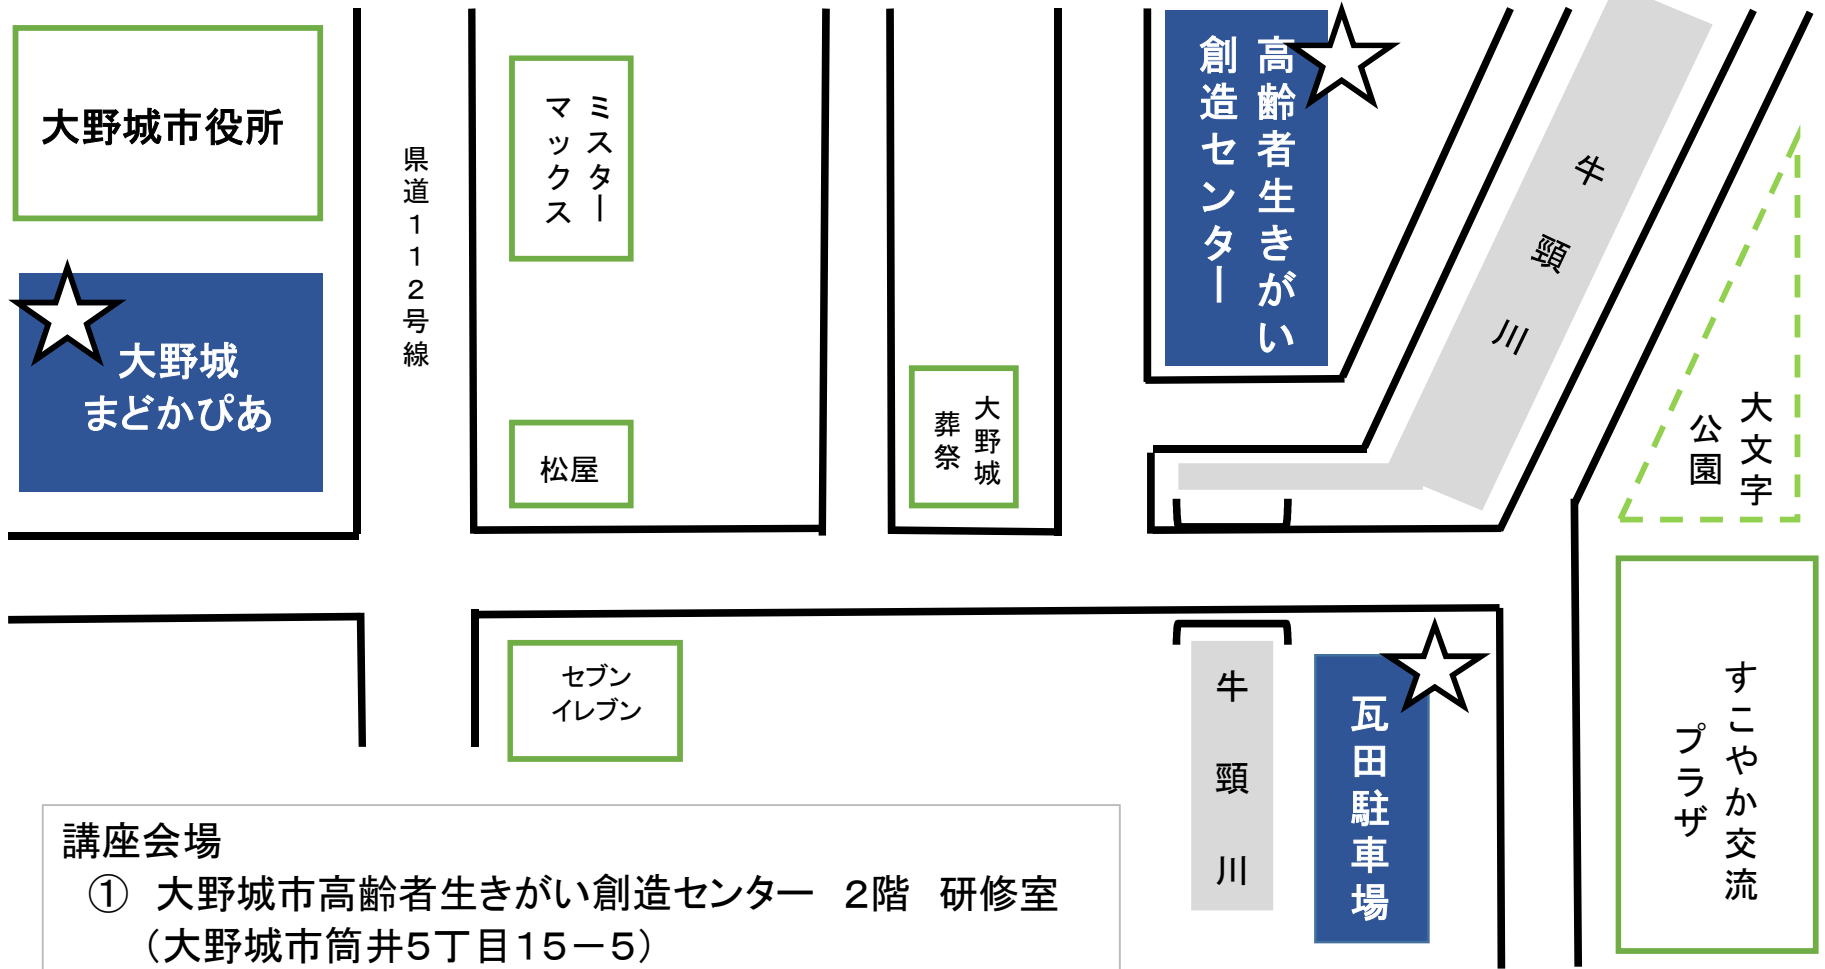 大野城市役所
大野城
まどかぴあ
県道112号線
ミスター
マックス
松屋
セブン
イレブン
大野城
葬祭
高齢者生きがい
創造センター
牛頸川
大文字
公園
牛頸川
瓦田駐車場
すこやか交流
プラザ
講座会場
① 大野城市高齢者生きがい創造センター 2階 研修室
（大野城市筒井5丁目15－5）